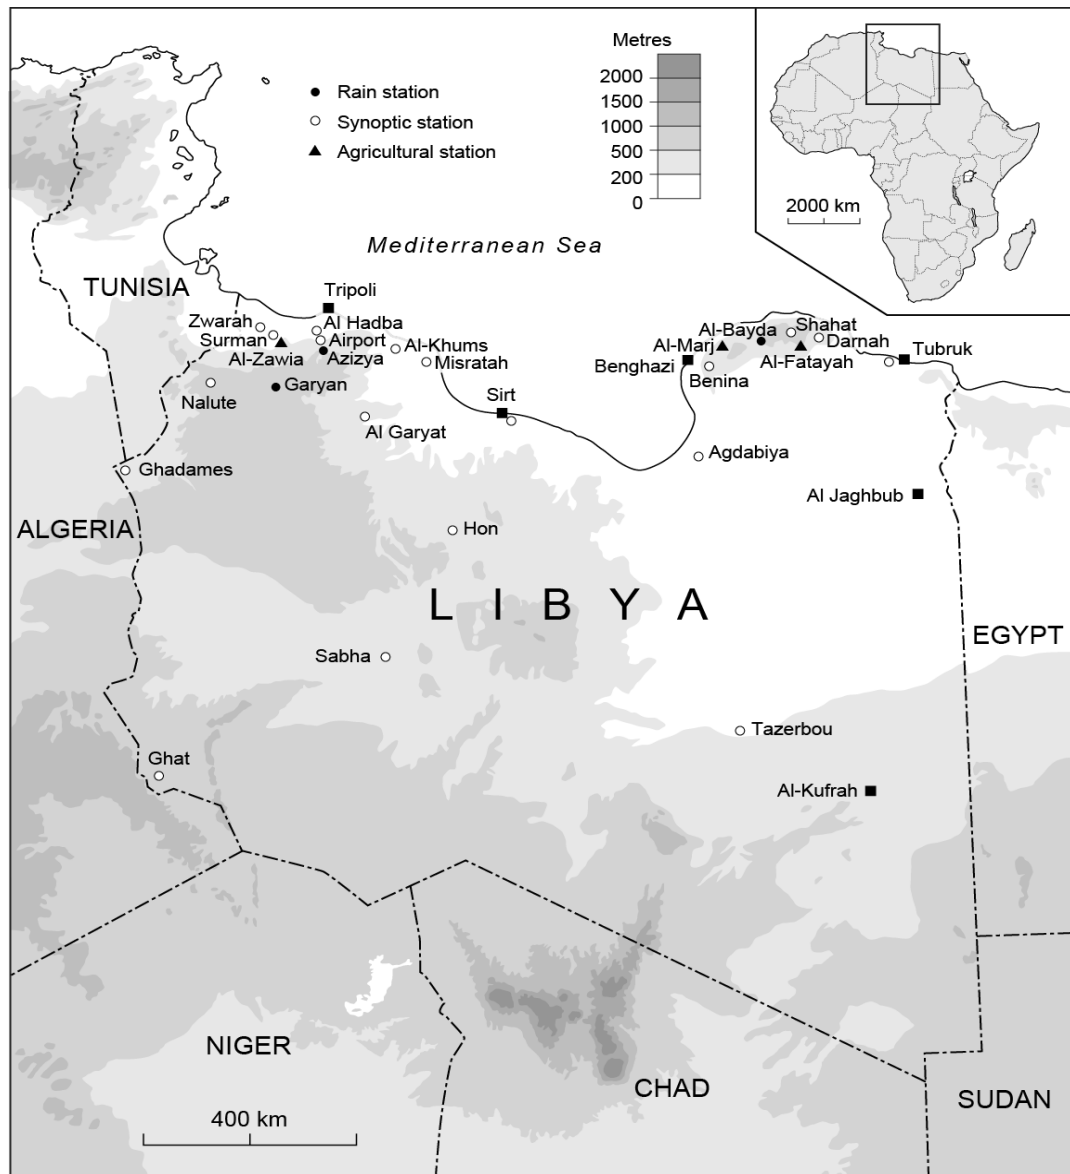 Metres
2000
1500
1000
500
200
0
Rain station
Synoptic station
Agricultural station
2000 km
Mediterranean Sea
TUNISIA
Tripoli
Zwarah
Al Hadba
Surman
Airport
Al-Zawia
Azizya
Al-Khums
Misratah
Garyan
Nalute
Sirt
Al Garyat
Ghadames
Al-Bayda
Shahat
Al-Marj
Darnah
Benghazi
Al-Fatayah
Tubruk
Benina
Agdabiya
Al Jaghbub
ALGERIA
Hon
LIBYA
EGYPT
Sabha
Tazerbou
Ghat
Al-Kufrah
NIGER
CHAD
SUDAN
400 km